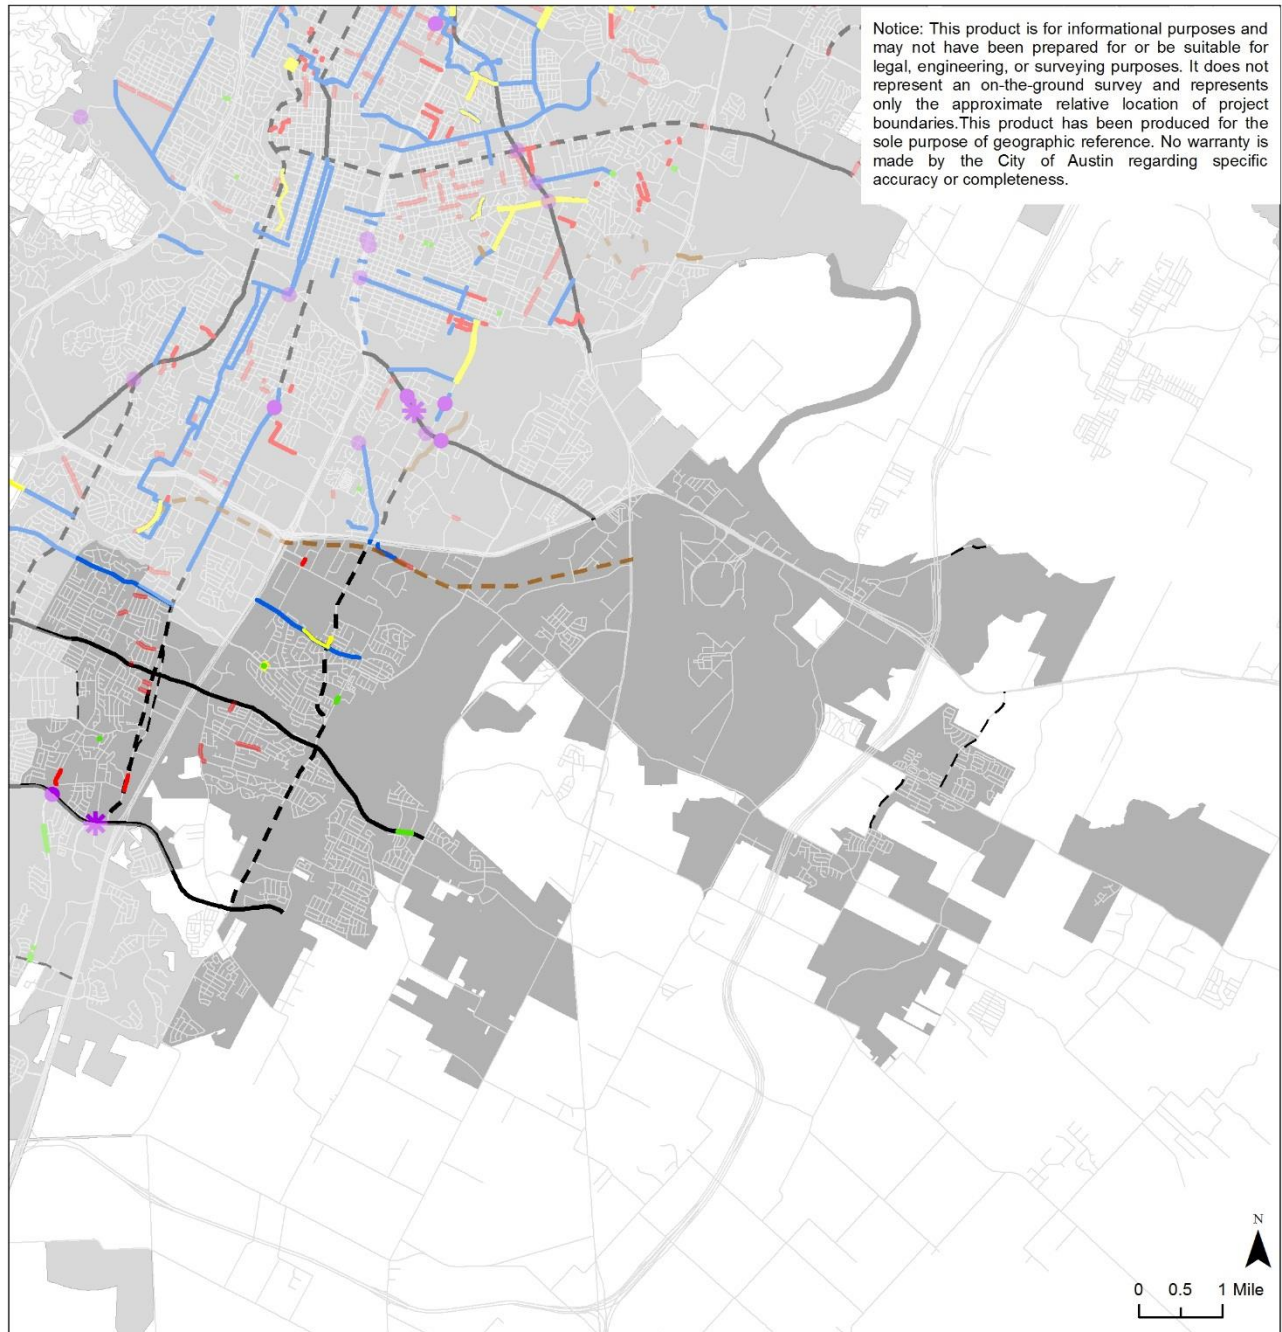 Notice: This product is for informational purposes and
may not have been prepared for or be suitable for
legal, engineering, or surveying purposes. It does not
represent an on-the-ground survey and represents
only the approximate relative location of project
boundaries.This product has been produced for the
sole purpose of geographic reference. No warranty is
made by the City of Austin regarding specific
accuracy or completeness.
N
0 0.5 1 Mile